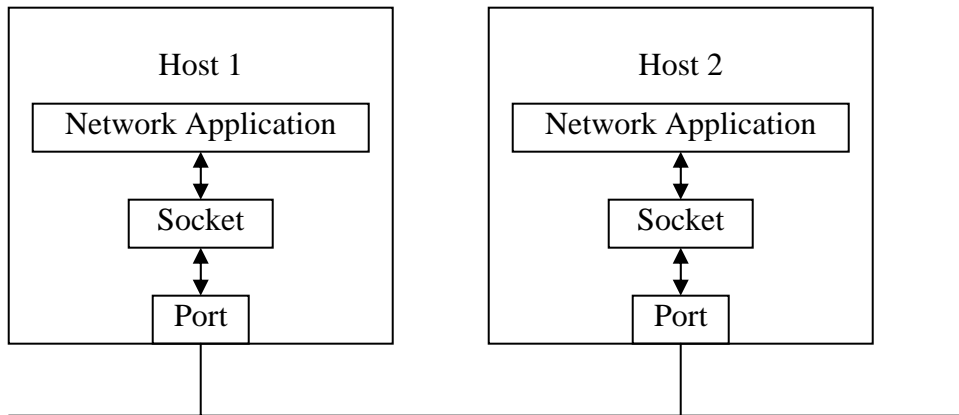 Host 1
Network Application
Socket
Port
Host 2
Network Application
Socket
Port